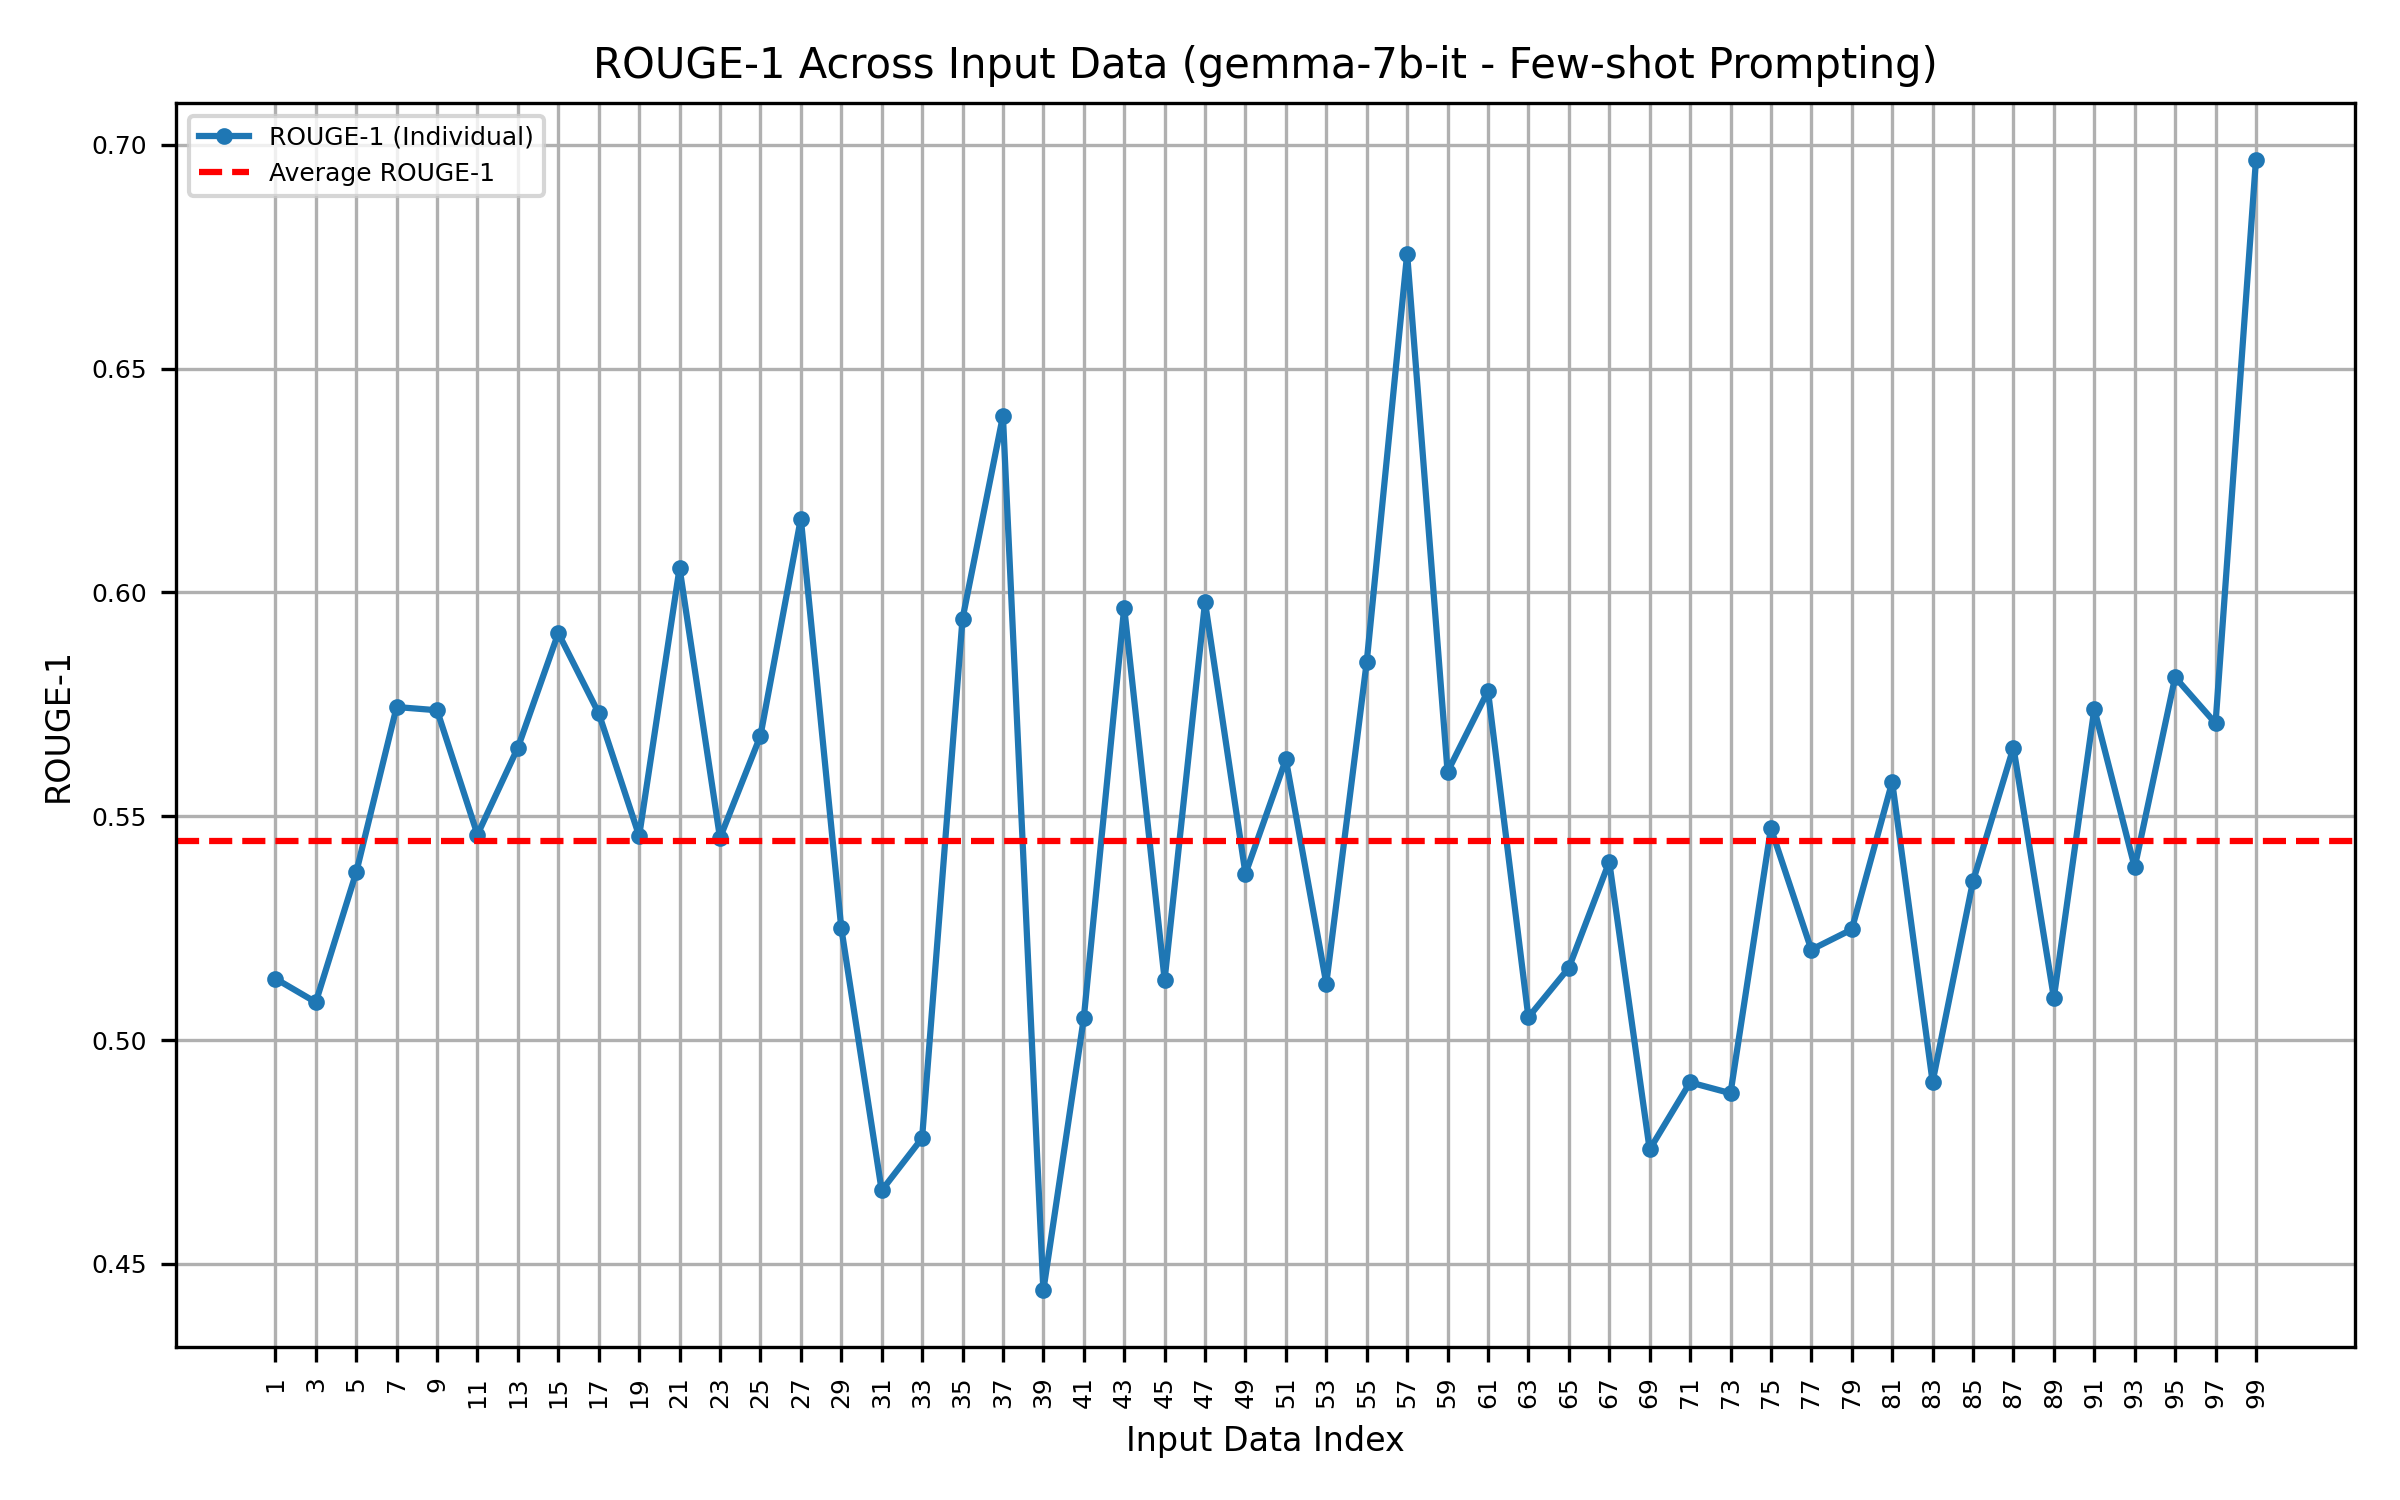 ROUGE-1 Across Input Data (gemma-7b-it - Few-shot Prompting)
ROUGE-1 (Individual)
Average ROUGE-1
0.70
0.65
0.60
0.55
0.50
0.45
ROUGE-1
1 3 5 7 9 11 13 15 17 19 21 23 25 27 29 31 33 35 37 39 41 43 45 47 49 51 53 55 57 59 61 63 65 67 69 71 73 75 77 79 81 83 85 87 89 91 93 95 97 99
Input Data Index